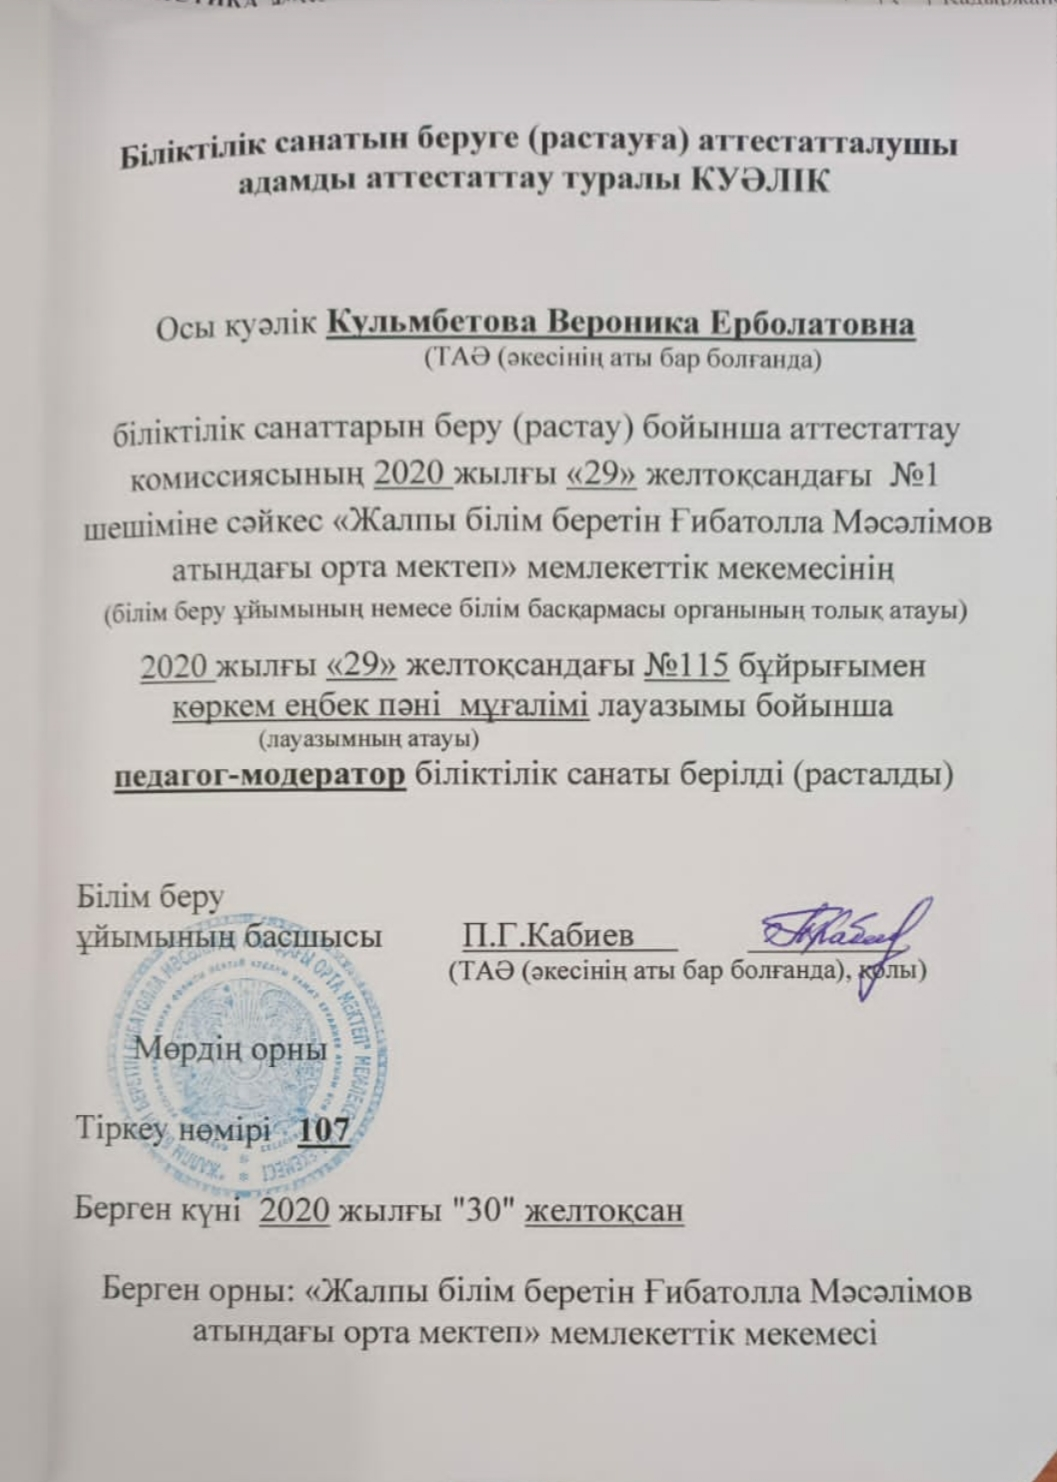 Біліктілік санатын беруге (растауға) аттестатталушы
адамды аттестаттау туралы КУӘЛІК
Осы куәлік Кульмбетова Вероника Ерболатовна
(ТАӘ (әкесінің аты бар болғанда)
біліктілік санаттарын беру (растау) бойынша аттестаттау
комиссиясының 2020 жылғы «29» желтоқсандағы №1
шешіміне сәйкес «Жалпы білім беретін Ғибатолла Мәсәлімов
атындағы орта мектеп» мемлекеттік мекемесінің
(білім беру ұйымының немесе білім басқармасы органының толық атауы)
2020 жылғы «29» желтоқсандағы №115 бұйрығымен
көркем еңбек пәні мұғалімі лауазымы бойынша
(лауазымның атауы)
педагог-модератор біліктілік санаты берілді (расталды)
Білім беру
ұйымының басшысы П.Г.Кабиев
(ТАӘ (әкесінің аты бар болғанда), қолы)
Мөрдің орны
Тіркеу нөмірі 107
Берген күні 2020 жылғы "30" желтоқсан
Берген орны: «Жалпы білім беретін Ғибатолла Мәсәлімов
атындағы орта мектеп» мемлекеттік мекемесі